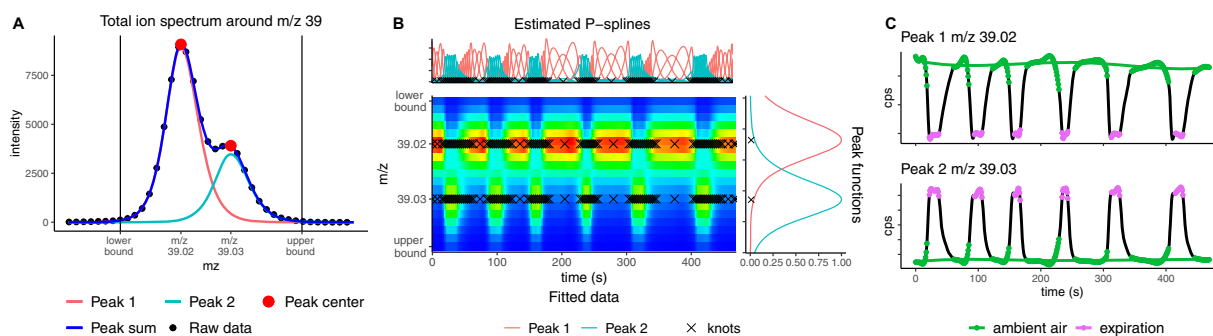 A
Total ion spectrum around m/z 39
intensity
7500
5000
2500
0
lower bound
m/z 39.02
m/z 39.03
upper bound
mz
Peak 1
Peak 2
Peak center
Peak sum
Raw data
B
Estimated P−splines
m/z
lower bound
39.02
39.03
upper bound
0
100
200
300
400
time (s)
Fitted data
0.00
0.25
0.50
0.75
1.00
Peak functions
Peak 1
Peak 2
knots
C
Peak 1 m/z 39.02
cps
Peak 2 m/z 39.03
cps
0
100
200
300
400
time (s)
ambient air
expiration